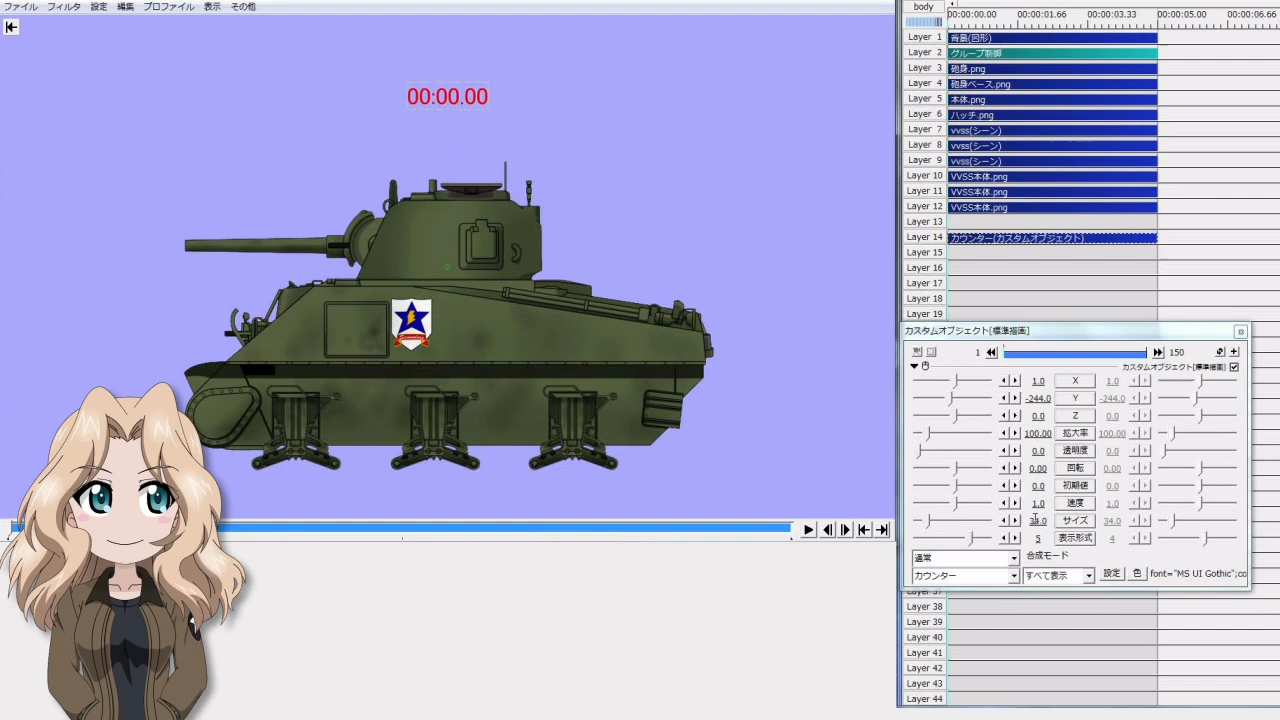 ファイル フィルタ 設定 編集 プロファイル 表示 その他
00:00.00
body
00:00:00.00 00:00:01.66 00:00:03.33 00:00:05.00 00:00:06.66
Layer 1 背景(図形)
Layer 2 グループ制御
Layer 3 砲身.png
Layer 4 砲身ベース.png
Layer 5 本体.png
Layer 6 ハッチ.png
Layer 7 vvss(シーン)
Layer 8 vvss(シーン)
Layer 9 vvss(シーン)
Layer 10 VVSS本体.png
Layer 11 VVSS本体.png
Layer 12 VVSS本体.png
Layer 13
Layer 14 カウンター(カスタムオブジェクト)
Layer 15
Layer 16
Layer 17
Layer 18
Layer 19
カスタムオブジェクト[標準描画]
1 150
カスタムオブジェクト[標準描画]
1.0 X 1.0
-244.0 Y -244.0
0.0 Z 0.0
100.00 拡大率 100.00
0.0 透明度 0.0
0.00 回転 0.00
0.0 初期値 0.0
1.0 速度 1.0
サイズ 34.0
5 表示形式 4
通常 合成モード
カウンター すべて表示 設定 色 font="MS UI Gothic";co
Layer 38
Layer 39
Layer 40
Layer 41
Layer 42
Layer 43
Layer 44